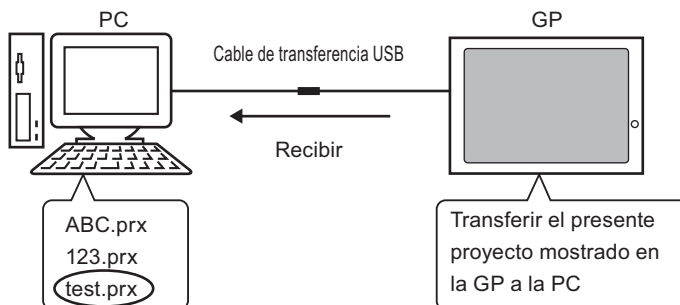 PC
GP
Cable de transferencia USB
Recibir
ABC.prx
123.prx
test.prx
Transferir el presente
proyecto mostrado en
la GP a la PC